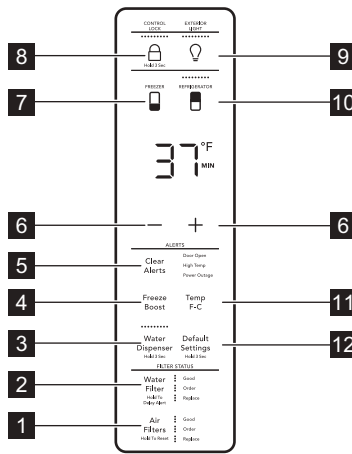 CONTROL LOCK
EXTERIOR LIGHT
8
Hold 3 Sec
9
7
FREEZER
REFRIGERATOR
10
37 °F
MIN
6
− +
6
ALERTS
5
Clear Alerts
Door Open
High Temp
Power Outage
4
Freeze Boost
Temp F-C
11
3
Water Dispenser
Hold 3 Sec
Default Settings
Hold 3 Sec
12
FILTER STATUS
2
Water Filter
Hold To Delay Alert
Good
Order
Replace
1
Air Filters
Hold To Reset
Good
Order
Replace